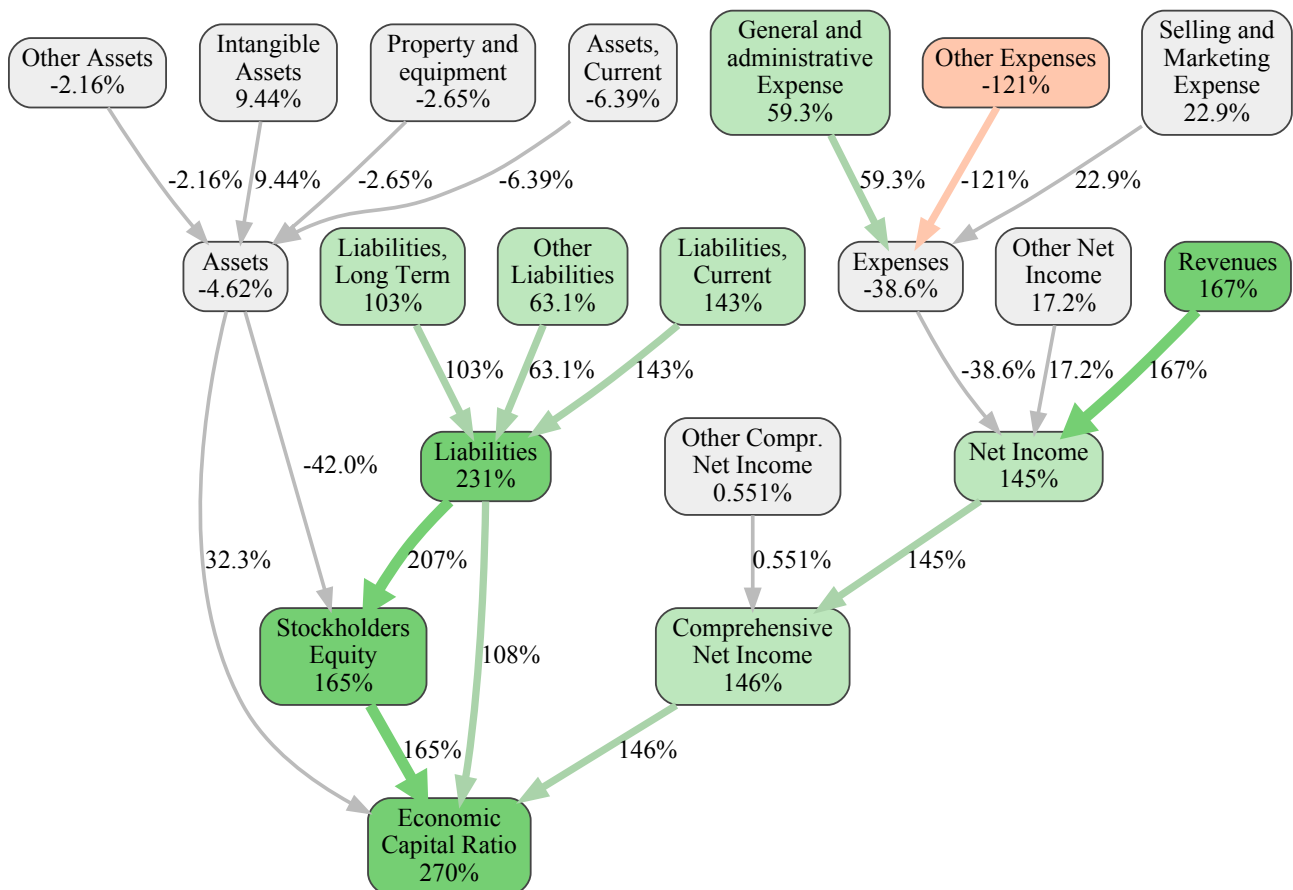 Other Assets
-2.16%
Intangible
Assets
9.44%
Property and
equipment
-2.65%
Assets,
Current
-6.39%
General and
administrative
Expense
59.3%
Other Expenses
-121%
Selling and
Marketing
Expense
22.9%
-2.16%
9.44%
-2.65%
-6.39%
59.3%
-121%
22.9%
Assets
-4.62%
Liabilities,
Long Term
103%
Other
Liabilities
63.1%
Liabilities,
Current
143%
Expenses
-38.6%
Other Net
Income
17.2%
Revenues
167%
103%
63.1%
143%
-38.6%
17.2%
167%
-42.0%
Liabilities
231%
Other Compr.
Net Income
0.551%
Net Income
145%
32.3%
207%
0.551%
145%
Stockholders
Equity
165%
108%
Comprehensive
Net Income
146%
165%
146%
Economic
Capital Ratio
270%